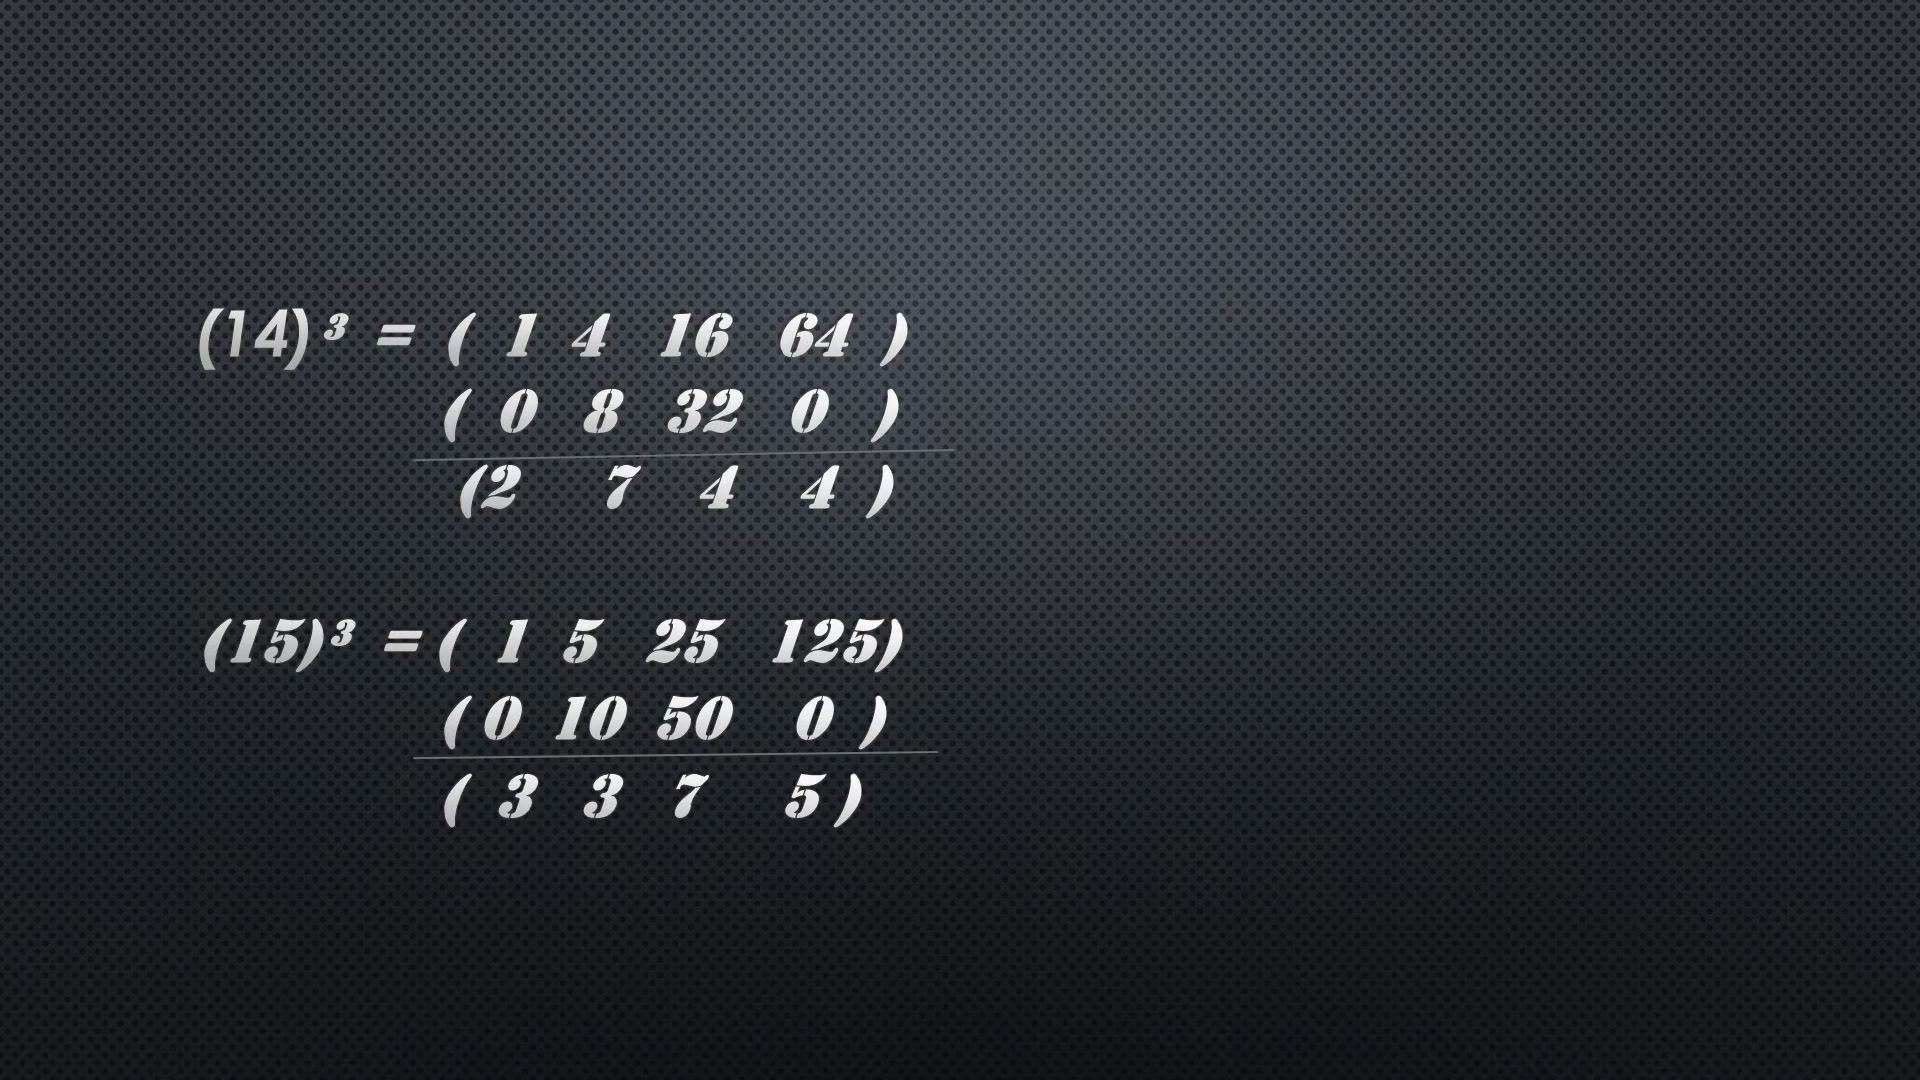 (14)³ = ( 1 4 16 64 )
( 0 8 32 0 )
(2 7 4 4 )
(15)³ = ( 1 5 25 125)
( 0 10 50 0 )
( 3 3 7 5 )